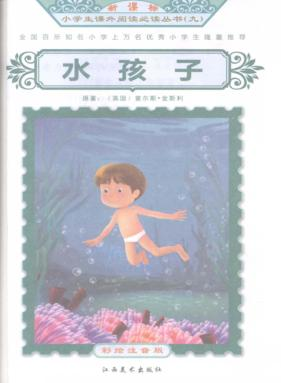 新课标
小学生课外阅读必读丛书(九)
全国百所知名小学上万名优秀小学生隆重推荐
水孩子
原著:(英国)查尔斯·金斯利
彩绘注音版
江西美术出版社